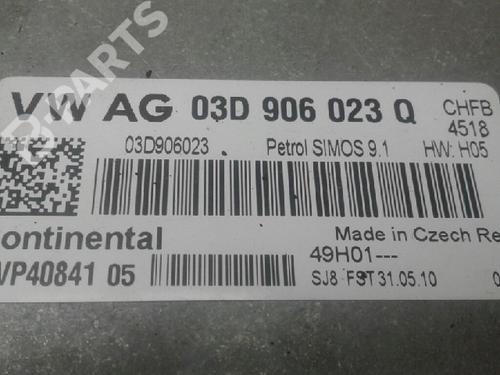 B-PARTS
VW AG 03D 906 023 Q CHFB
4518
03D906023 Petrol SIMOS 9.1 HW: H05
ontinental Made in Czech Re
49H01---
VP40841 05 SJ8 FST 31.05.10 0